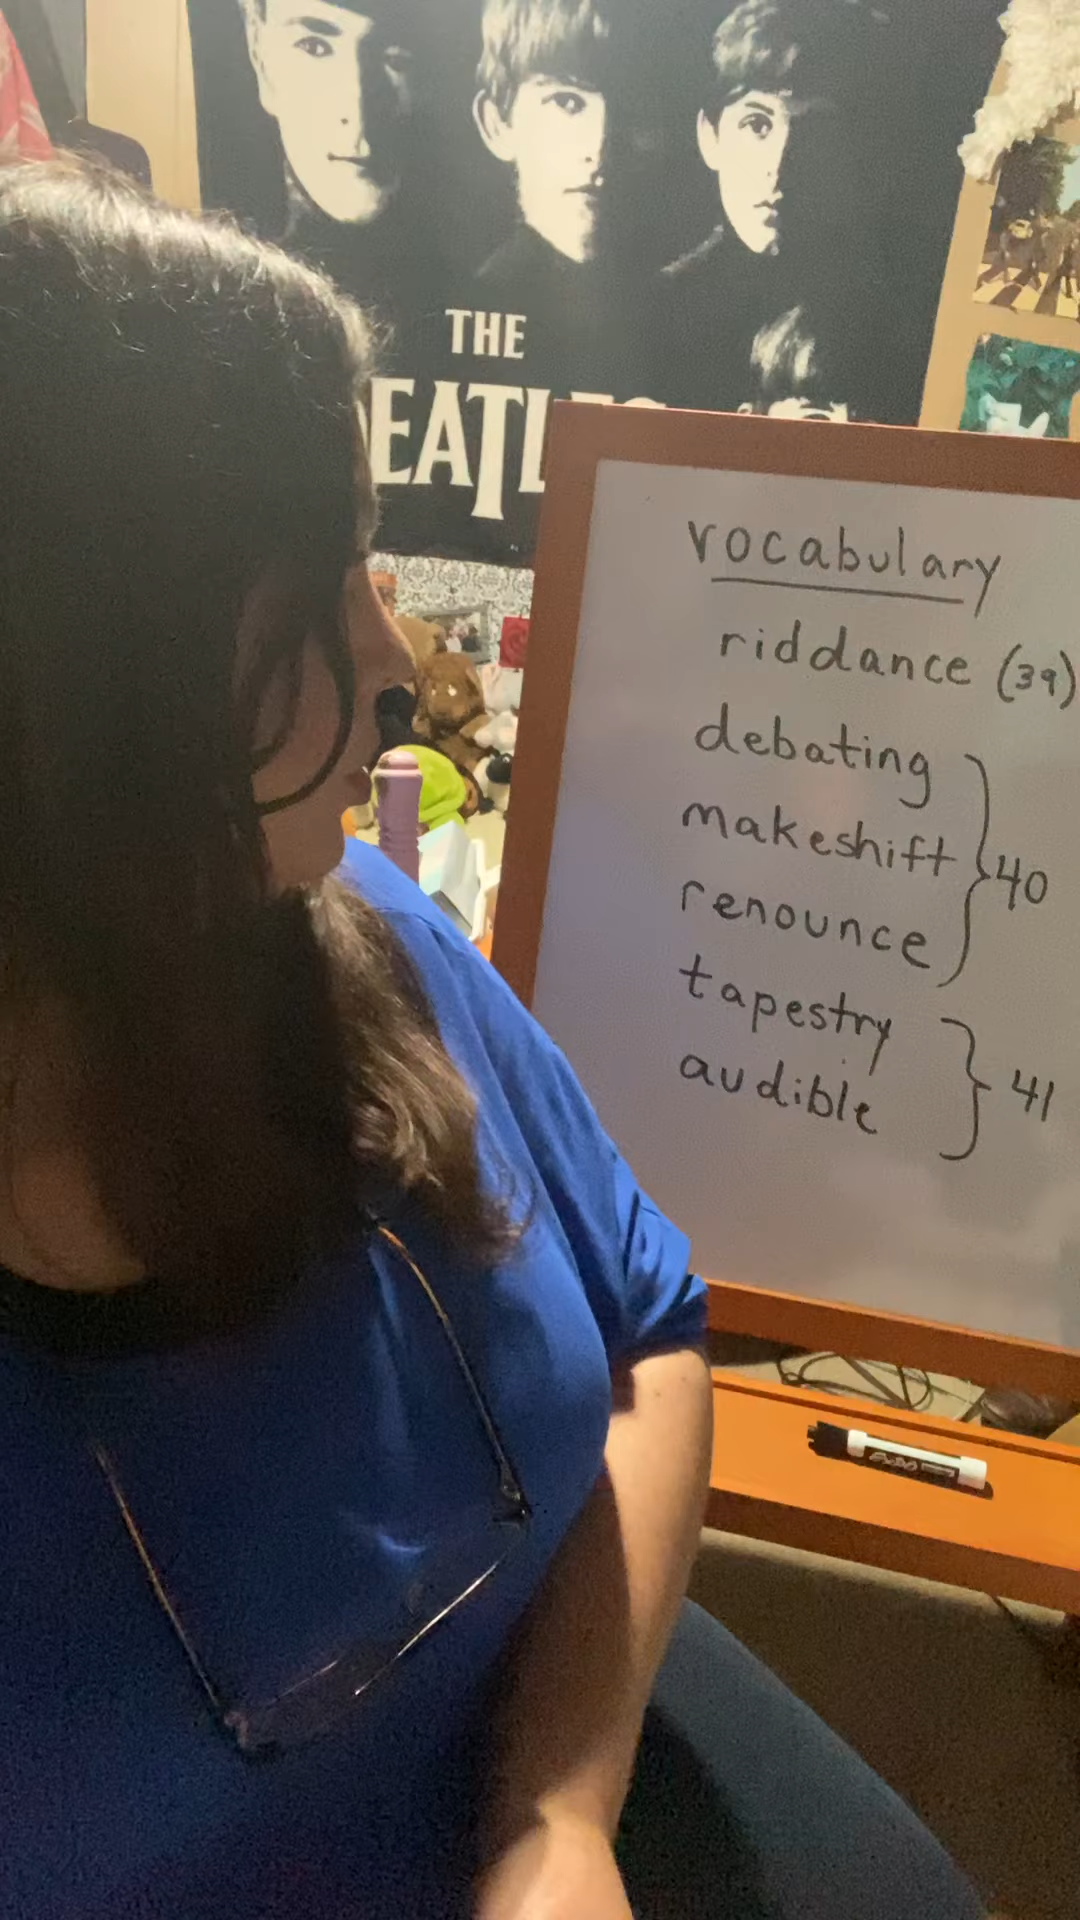 THE
EATL
vocabulary
riddance (39)
debating
makeshift
renounce
40
tapestry
audible
41